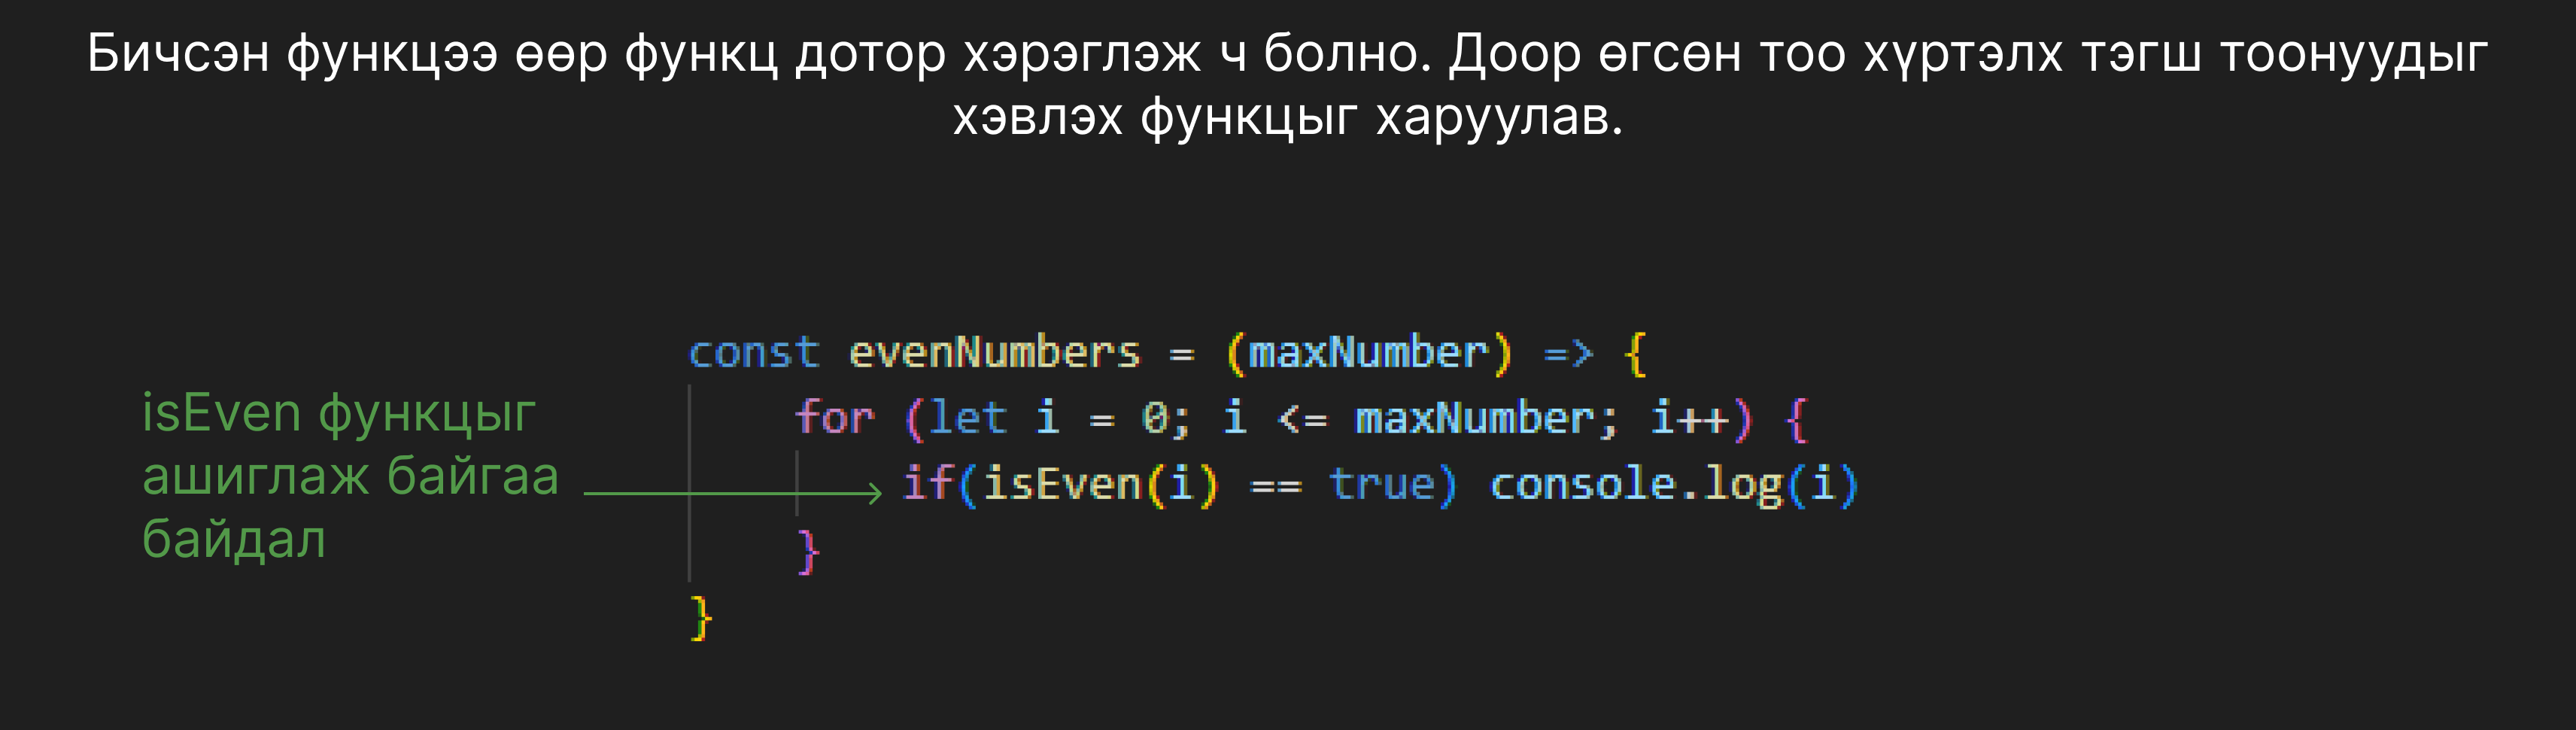 Бичсэн функцээ өөр функц дотор хэрэглэж ч болно. Доор өгсөн тоо хүртэлх тэгш тоонуудыг
хэвлэх функцыг харуулав.
const evenNumbers = (maxNumber) => {
for (let i = 0; i <= maxNumber; i++) {
isEven функцыг
ашиглаж байгаа
байдал
if(isEven(i) == true) console.log(i)
}
}